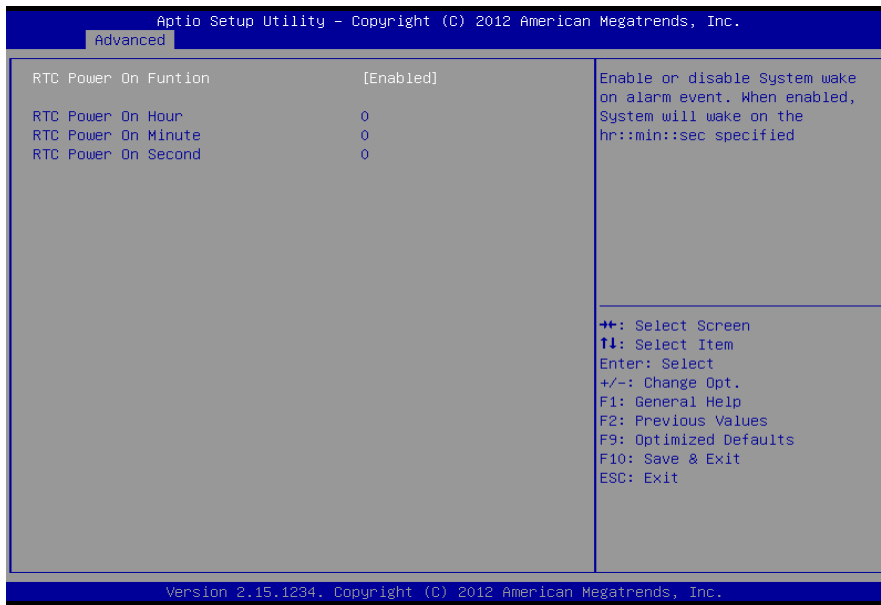 Aptio Setup Utility – Copyright (C) 2012 American Megatrends, Inc.
Advanced
RTC Power On Funtion [Enabled]
RTC Power On Hour 0
RTC Power On Minute 0
RTC Power On Second 0
Enable or disable System wake
on alarm event. When enabled,
System will wake on the
hr::min::sec specified
→←: Select Screen
↑↓: Select Item
Enter: Select
+/-: Change Opt.
F1: General Help
F2: Previous Values
F9: Optimized Defaults
F10: Save & Exit
ESC: Exit
Version 2.15.1234. Copyright (C) 2012 American Megatrends, Inc.